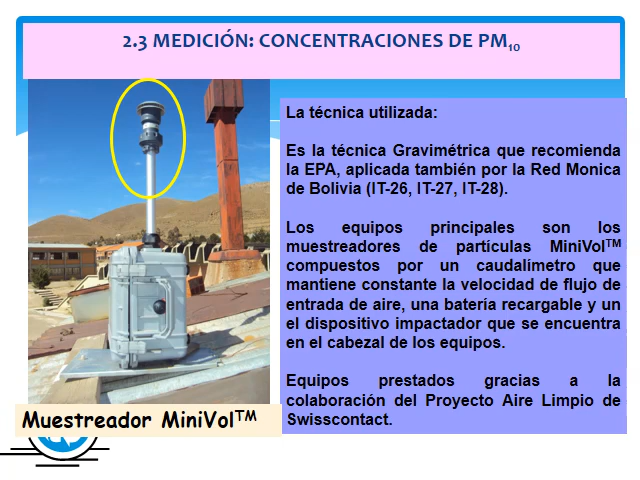 2.3 MEDICIÓN: CONCENTRACIONES DE PM₁₀
La técnica utilizada:
Es la técnica Gravimétrica que recomienda
la EPA, aplicada también por la Red Monica
de Bolivia (IT-26, IT-27, IT-28).
Los equipos principales son los
muestreadores de partículas MiniVolTM
compuestos por un caudalímetro que
mantiene constante la velocidad de flujo de
entrada de aire, una batería recargable y un
el dispositivo impactador que se encuentra
en el cabezal de los equipos.
Equipos prestados gracias a la
colaboración del Proyecto Aire Limpio de
Swisscontact.
Muestreador MiniVolTM